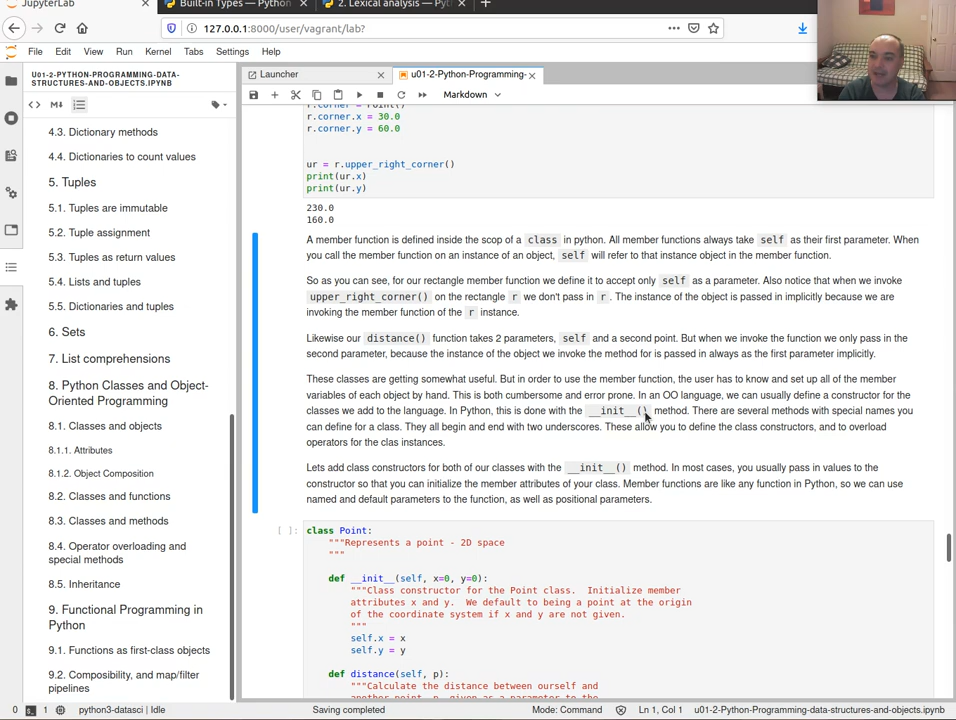 JupyterLab
Built-in Types — Python
2. Lexical analysis — Pyt
127.0.0.1:8000/user/vagrant/lab?
File Edit View Run Kernel Tabs Settings Help
U01-2-PYTHON-PROGRAMMING-DATA-
STRUCTURES-AND-OBJECTS.IPYNB
4.3. Dictionary methods
4.4. Dictionaries to count values
5. Tuples
5.1. Tuples are immutable
5.2. Tuple assignment
5.3. Tuples as return values
5.4. Lists and tuples
5.5. Dictionaries and tuples
6. Sets
7. List comprehensions
8. Python Classes and Object-
Oriented Programming
8.1. Classes and objects
8.1.1. Attributes
8.1.2. Object Composition
8.2. Classes and functions
8.3. Classes and methods
8.4. Operator overloading and
special methods
8.5. Inheritance
9. Functional Programming in
Python
9.1. Functions as first-class objects
9.2. Composibility, and map/filter
pipelines
Launcher
u01-2-Python-Programming-
Markdown
r.corner = Point()
r.corner.x = 30.0
r.corner.y = 60.0
ur = r.upper_right_corner()
print(ur.x)
print(ur.y)
230.0
160.0
A member function is defined inside the scop of a class in python. All member functions always take self as their first parameter. When
you call the member function on an instance of an object, self will refer to that instance object in the member function.
So as you can see, for our rectangle member function we define it to accept only self as a parameter. Also notice that when we invoke
upper_right_corner() on the rectangle r we don't pass in r. The instance of the object is passed in implicitly because we are
invoking the member function of the r instance.
Likewise our distance() function takes 2 parameters, self and a second point. But when we invoke the function we only pass in the
second parameter, because the instance of the object we invoke the method for is passed in always as the first parameter implicitly.
These classes are getting somewhat useful. But in order to use the member function, the user has to know and set up all of the member
variables of each object by hand. This is both cumbersome and error prone. In an OO language, we can usually define a constructor for the
classes we add to the language. In Python, this is done with the __init__() method. There are several methods with special names you
can define for a class. They all begin and end with two underscores. These allow you to define the class constructors, and to overload
operators for the clas instances.
Lets add class constructors for both of our classes with the __init__() method. In most cases, you usually pass in values to the
constructor so that you can initialize the member attributes of your class. Member functions are like any function in Python, so we can use
named and default parameters to the function, as well as positional parameters.
[ ]: class Point:
"""Represents a point - 2D space
"""
def __init__(self, x=0, y=0):
"""Class constructor for the Point class. Initialize member
attributes x and y. We default to being a point at the origin
of the coordinate system if x and y are not given.
"""
self.x = x
self.y = y
def distance(self, p):
"""Calculate the distance between ourself and
another point, p, given as a parameter to the
0 1 python3-datasci | Idle
Saving completed
Mode: Command
Ln 1, Col 1
u01-2-Python-Programming-data-structures-and-objects.ipynb